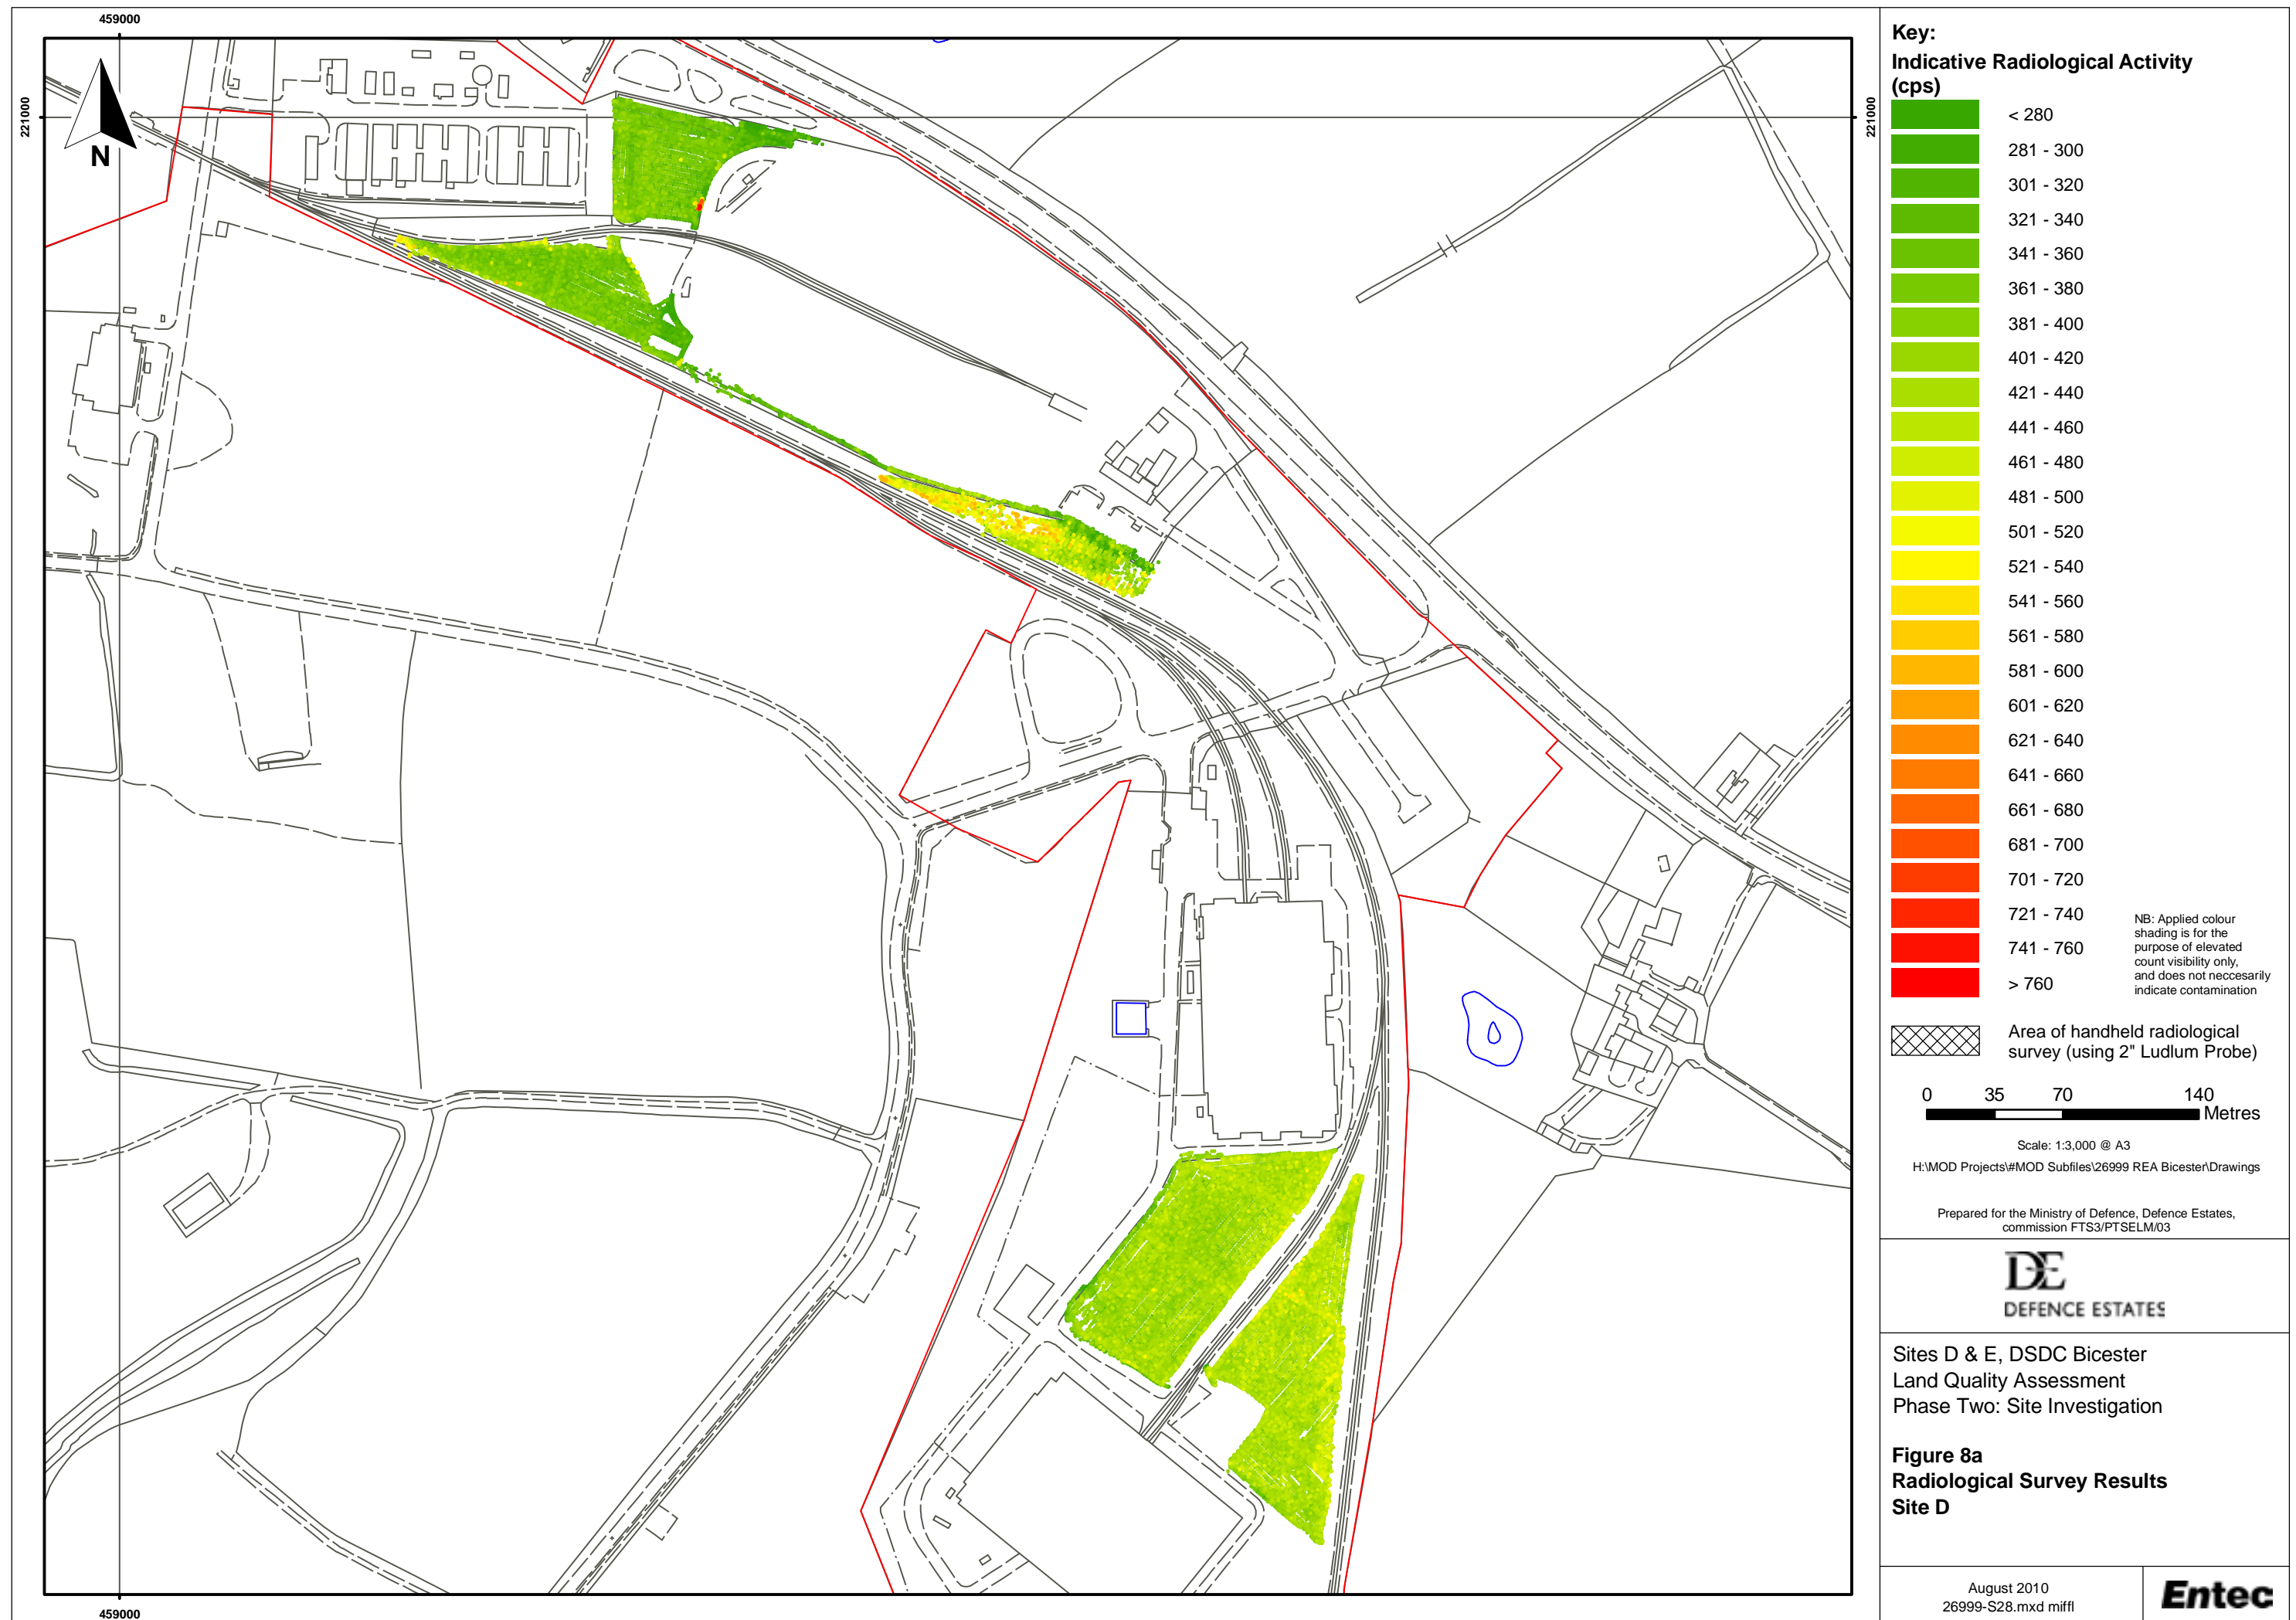 459000
221000
221000
N
459000
Key:
Indicative Radiological Activity
(cps)
< 280
281 - 300
301 - 320
321 - 340
341 - 360
361 - 380
381 - 400
401 - 420
421 - 440
441 - 460
461 - 480
481 - 500
501 - 520
521 - 540
541 - 560
561 - 580
581 - 600
601 - 620
621 - 640
641 - 660
661 - 680
681 - 700
701 - 720
721 - 740
741 - 760
> 760
NB: Applied colour
shading is for the
purpose of elevated
count visibility only,
and does not neccesarily
indicate contamination
Area of handheld radiological
survey (using 2" Ludlum Probe)
0 35 70 140
Metres
Scale: 1:3,000 @ A3
H:\MOD Projects\#MOD Subfiles\26999 REA Bicester\Drawings
Prepared for the Ministry of Defence, Defence Estates,
commission FTS3/PTSELM/03
DE
DEFENCE ESTATES
Sites D & E, DSDC Bicester
Land Quality Assessment
Phase Two: Site Investigation
Figure 8a
Radiological Survey Results
Site D
August 2010
26999-S28.mxd miffl
Entec